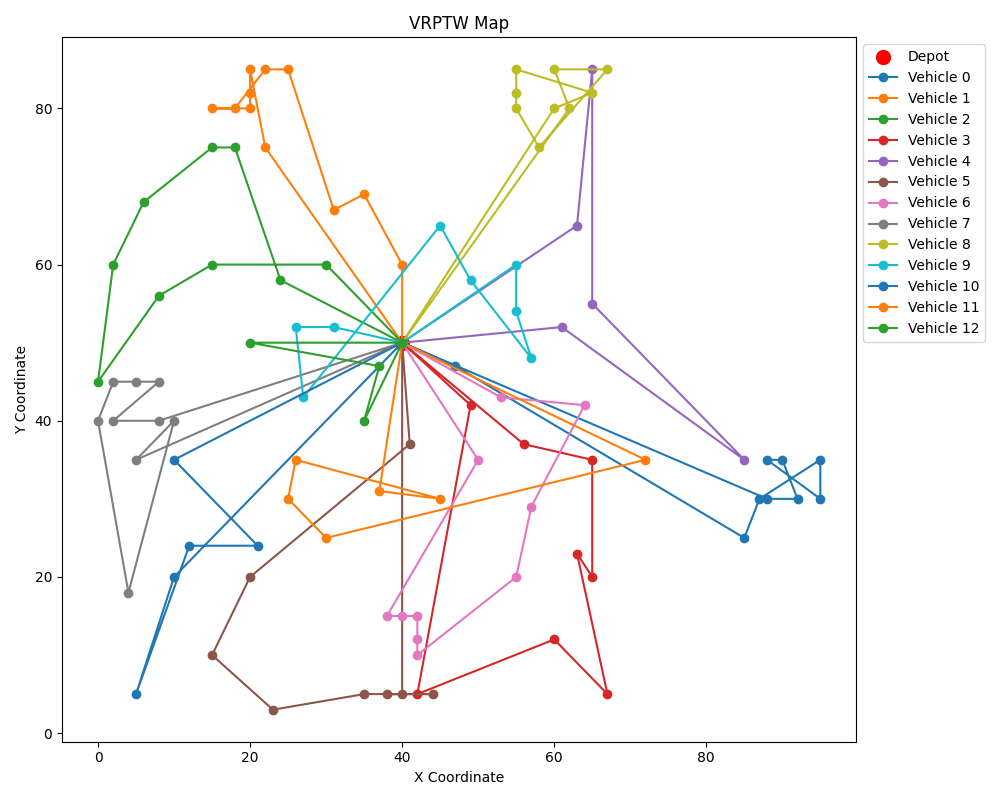 VRPTW Map
Y Coordinate
80
60
40
20
0
0
20
40
60
80
X Coordinate
Depot
Vehicle 0
Vehicle 1
Vehicle 2
Vehicle 3
Vehicle 4
Vehicle 5
Vehicle 6
Vehicle 7
Vehicle 8
Vehicle 9
Vehicle 10
Vehicle 11
Vehicle 12